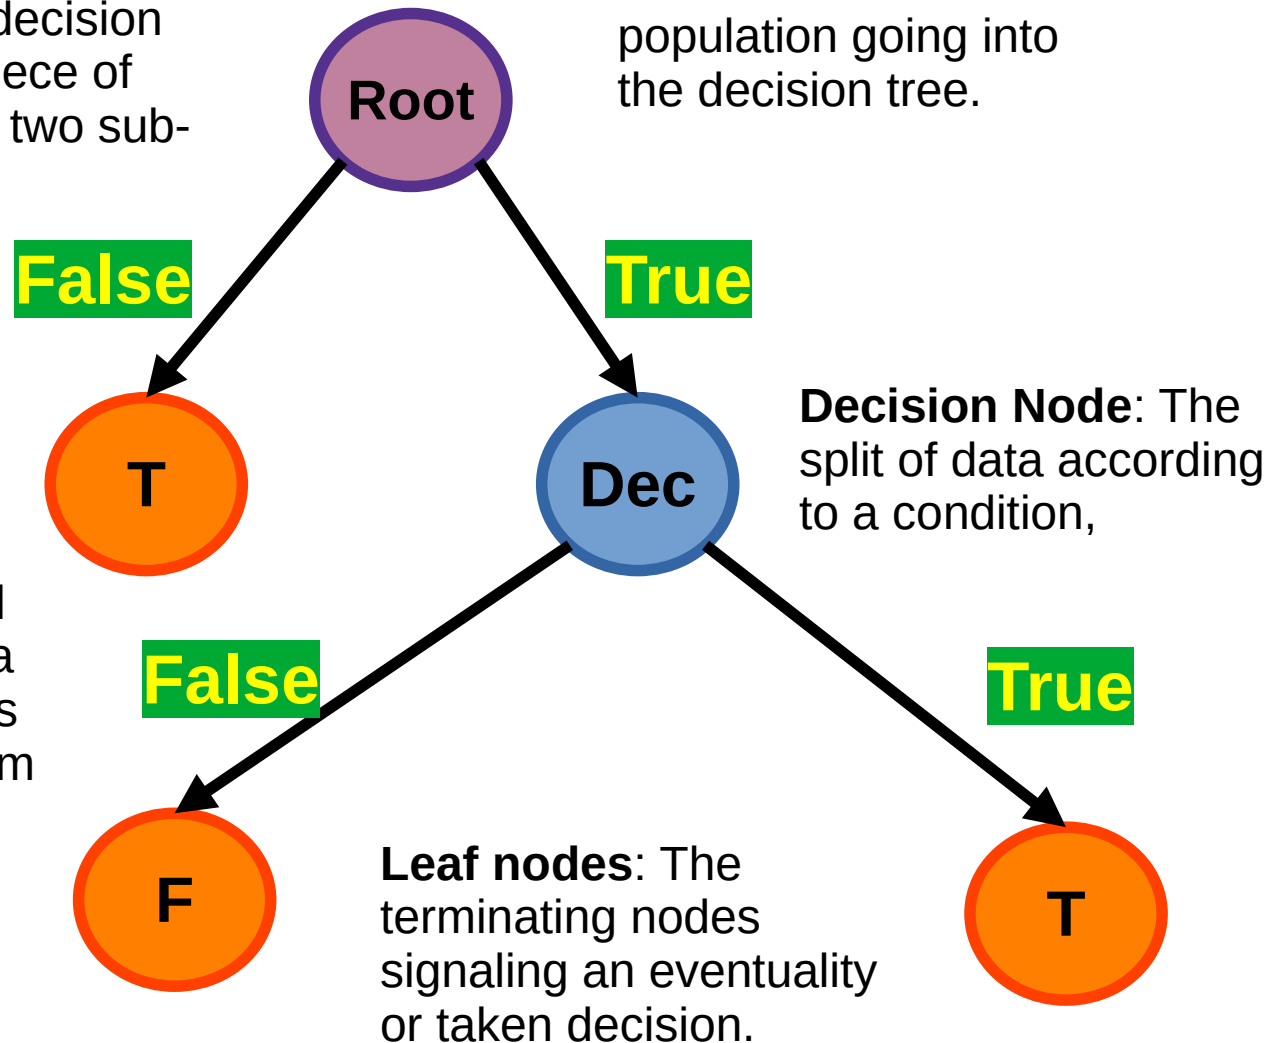 decision
ece of
two sub-
population going into
the decision tree.
Root
False
True
T
Dec
Decision Node: The
split of data according
to a condition,
a
s
m
False
True
F
Leaf nodes: The
terminating nodes
signaling an eventuality
or taken decision.
T